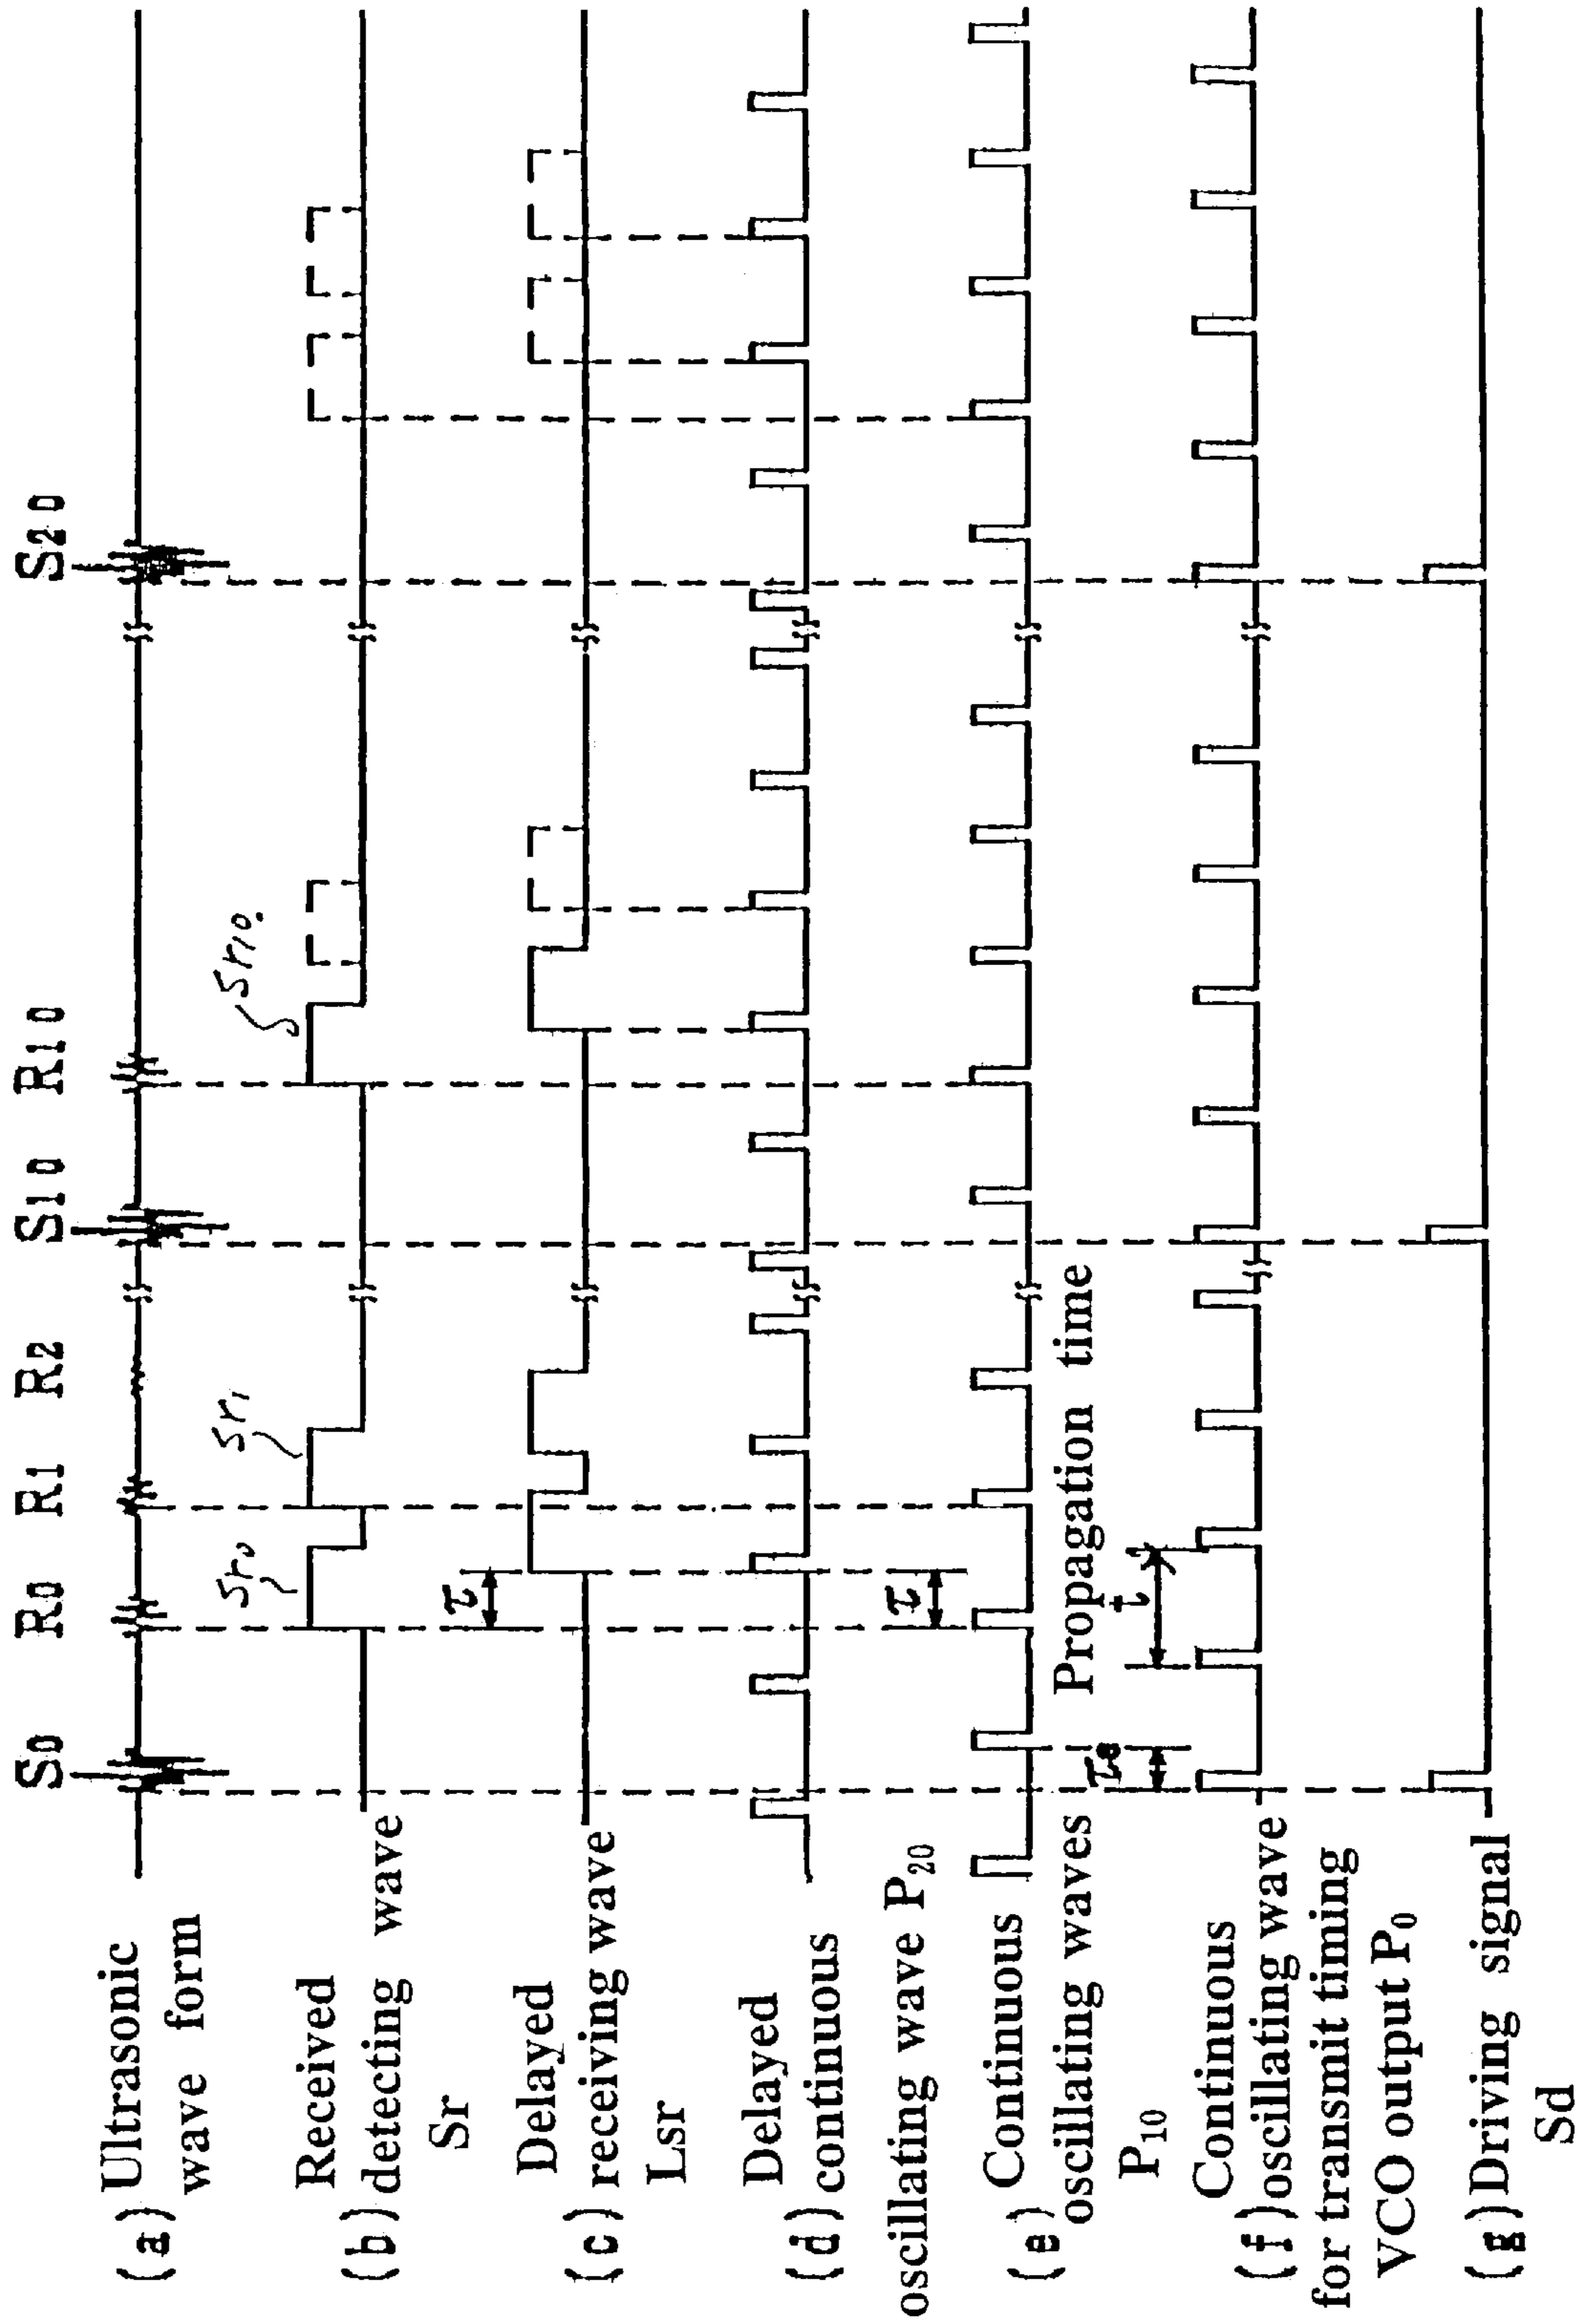 S0 R0 R1 R2 S10 R10 S20
(a) Ultrasonic
wave form
Sr0 Sr1 Sr10.
Received
(b) detecting wave
Sr
τ
Delayed
(c) receiving wave
Lsr
Delayed
(d) continuous
oscillating wave P20
τ
Continuous
(e) oscillating waves
P10
τs
Propagation time
t
Continuous
(f) oscillating wave
for transmit timing
VCO output P0
(g) Driving signal
Sd